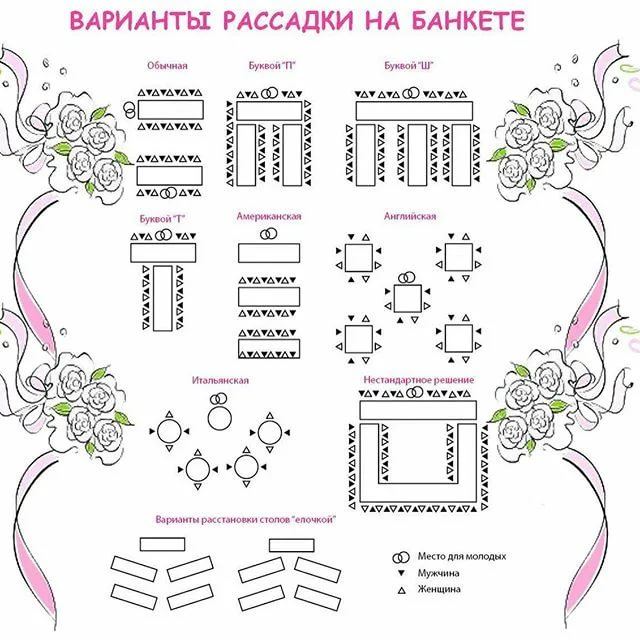 ВАРИАНТЫ РАССАДКИ НА БАНКЕТЕ
Обычная
Буквой "П"
Буквой "Ш"
Буквой "Т"
Американская
Английская
Итальянская
Нестандартное решение
Варианты расстановки столов "елочкой"
Место для молодых
Мужчина
Женщина